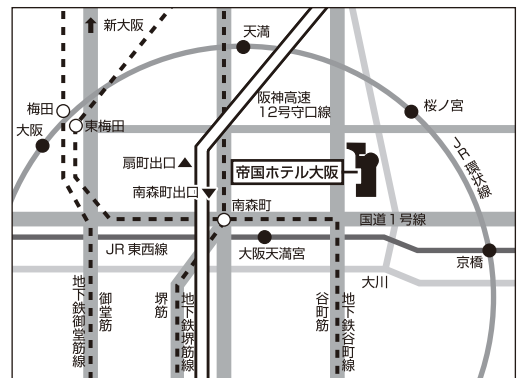 新大阪
天満
阪神高速
12号守口線
桜ノ宮
梅田
東梅田
大阪
JR環状線
扇町出口
帝国ホテル大阪
南森町出口
南森町
国道1号線
JR東西線
大阪天満宮
京橋
大川
地下鉄御堂筋線
御堂筋
堺筋
地下鉄堺筋線
谷町筋
地下鉄谷町線